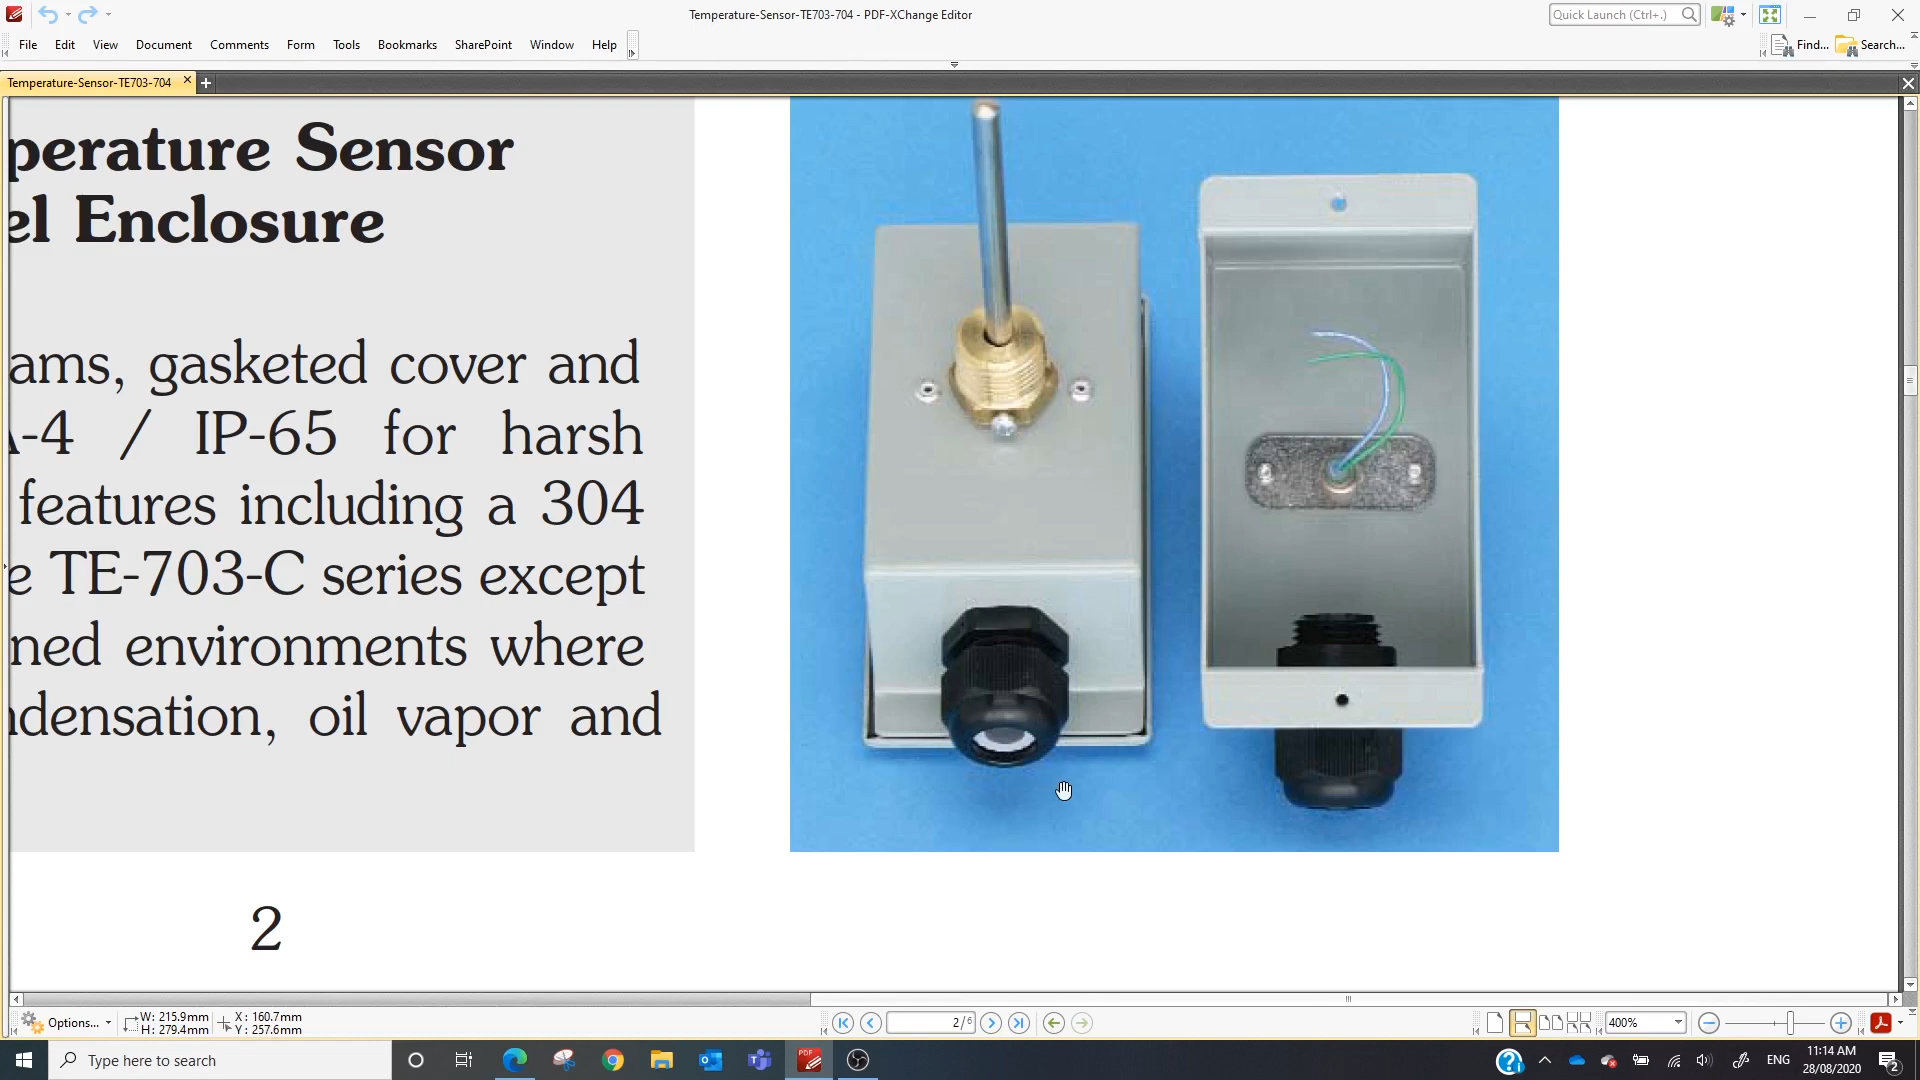 Temperature-Sensor-TE703-704 - PDF-XChange Editor
Quick Launch (Ctrl+.)
File Edit View Document Comments Form Tools Bookmarks SharePoint Window Help
Find... Search...
Temperature-Sensor-TE703-704
perature Sensor
el Enclosure
ams, gasketed cover and
A-4 / IP-65 for harsh
features including a 304
e TE-703-C series except
ned environments where
ndensation, oil vapor and
2
Options...
W: 215.9mm
H: 279.4mm
X: 160.7mm
Y: 257.6mm
2/6
400%
Type here to search
PDF
ENG
11:14 AM
28/08/2020
2